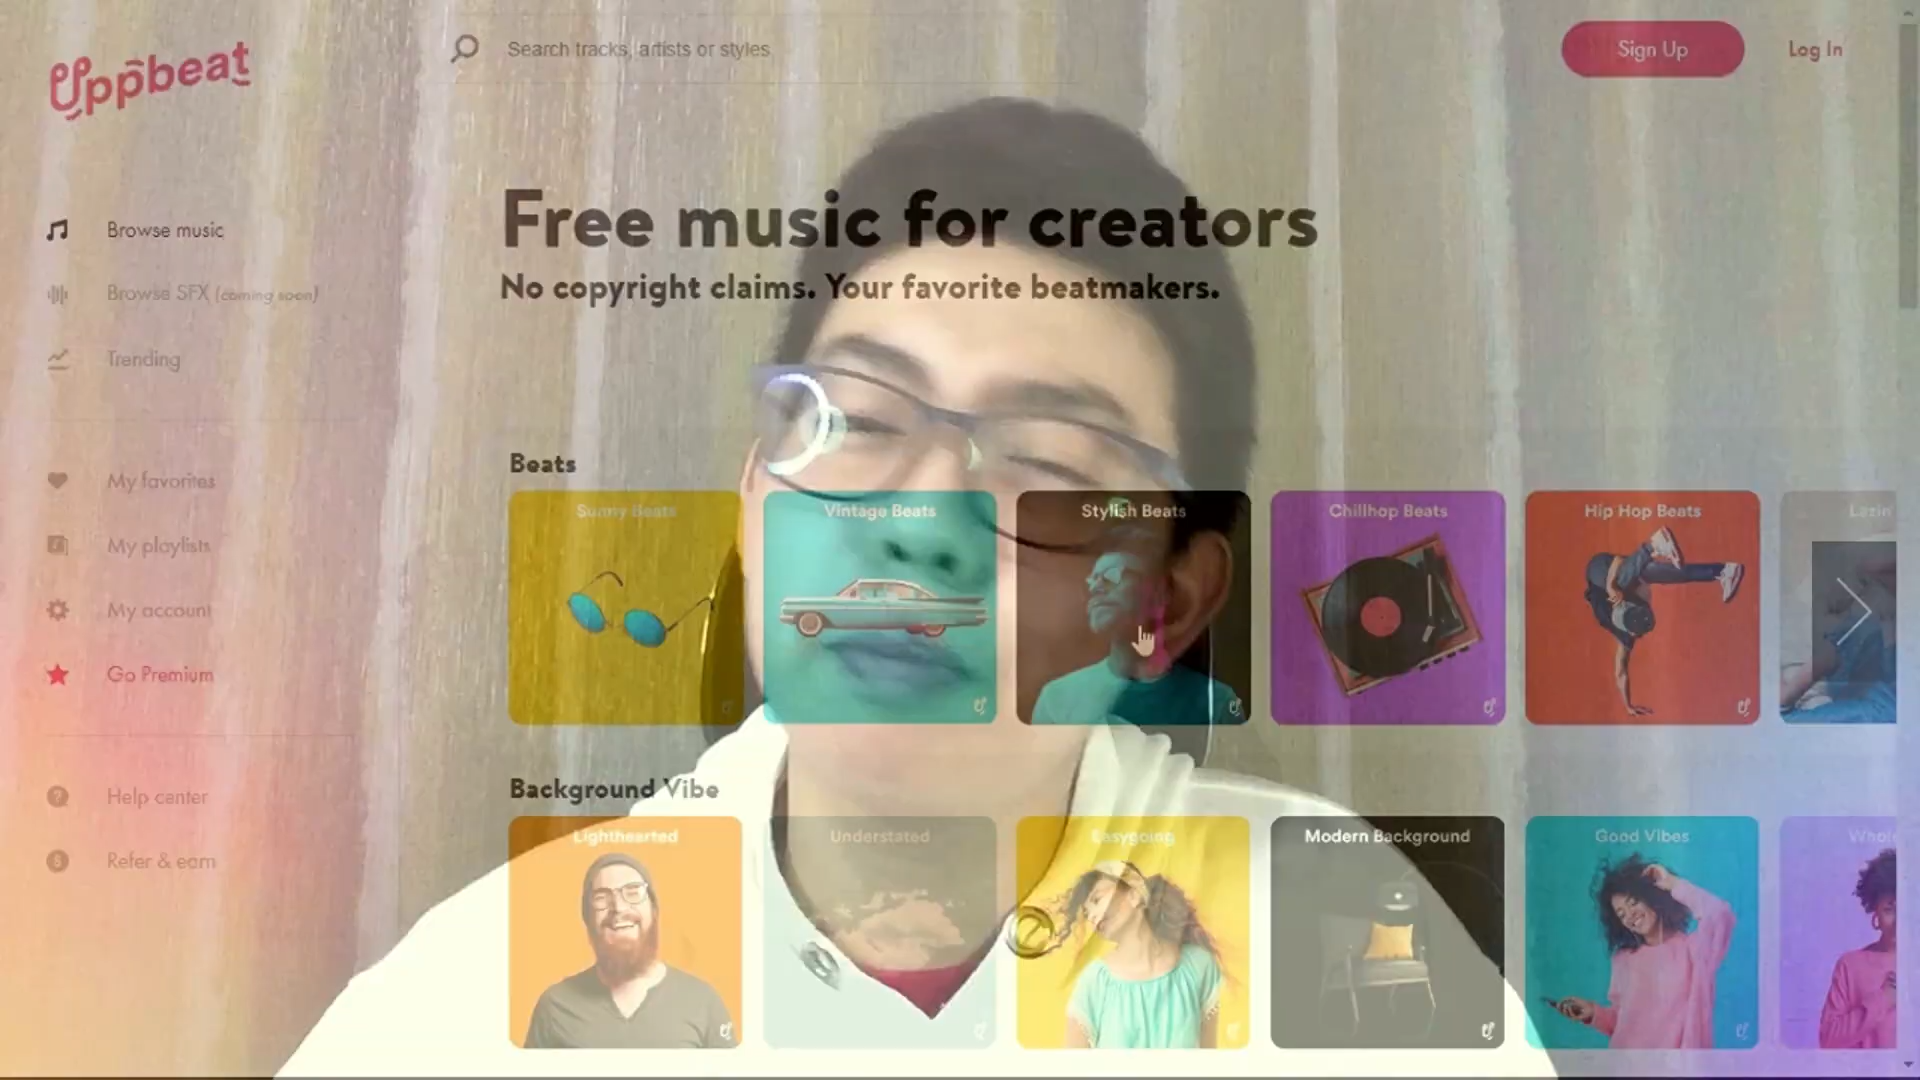 Uppbeat
Search tracks, artists or styles
Sign Up
Log In
Free music for creators
No copyright claims. Your favorite beatmakers.
Browse music
Browse SFX (coming soon)
Trending
My favorites
My playlists
My account
Go Premium
Help center
Refer & earn
Beats
Sunny Beats
Vintage Beats
Stylish Beats
Chillhop Beats
Hip Hop Beats
Background Vibe
Lighthearted
Understated
Easygoing
Modern Background
Good Vibes